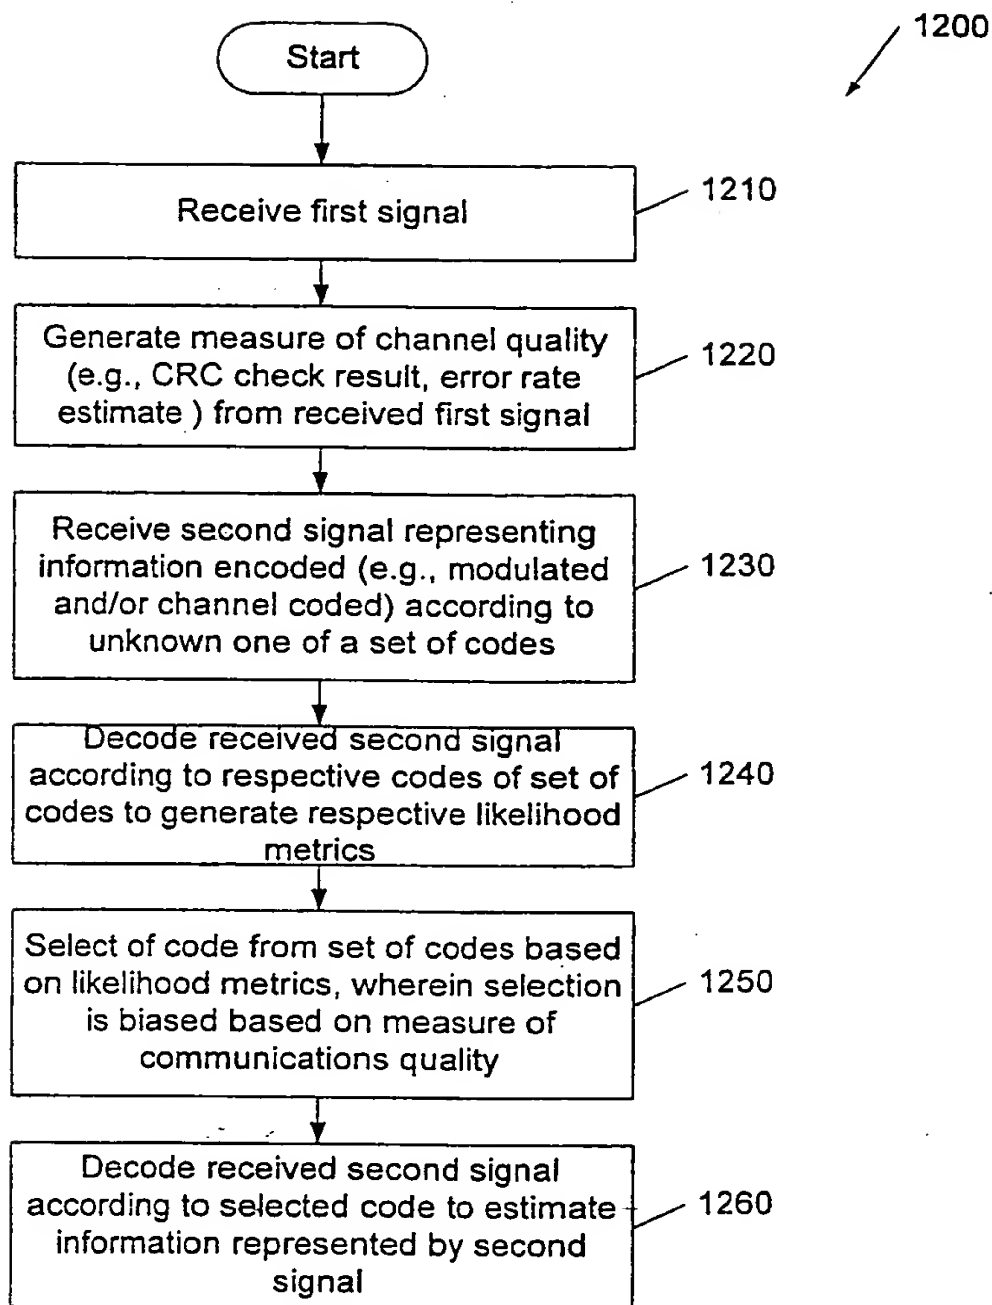 1200
Start
Receive first signal
1210
Generate measure of channel quality
(e.g., CRC check result, error rate
estimate ) from received first signal
1220
Receive second signal representing
information encoded (e.g., modulated
and/or channel coded) according to
unknown one of a set of codes
1230
Decode received second signal
according to respective codes of set of
codes to generate respective likelihood
metrics
1240
Select of code from set of codes based
on likelihood metrics, wherein selection
is biased based on measure of
communications quality
1250
Decode received second signal
according to selected code to estimate
information represented by second
signal
1260